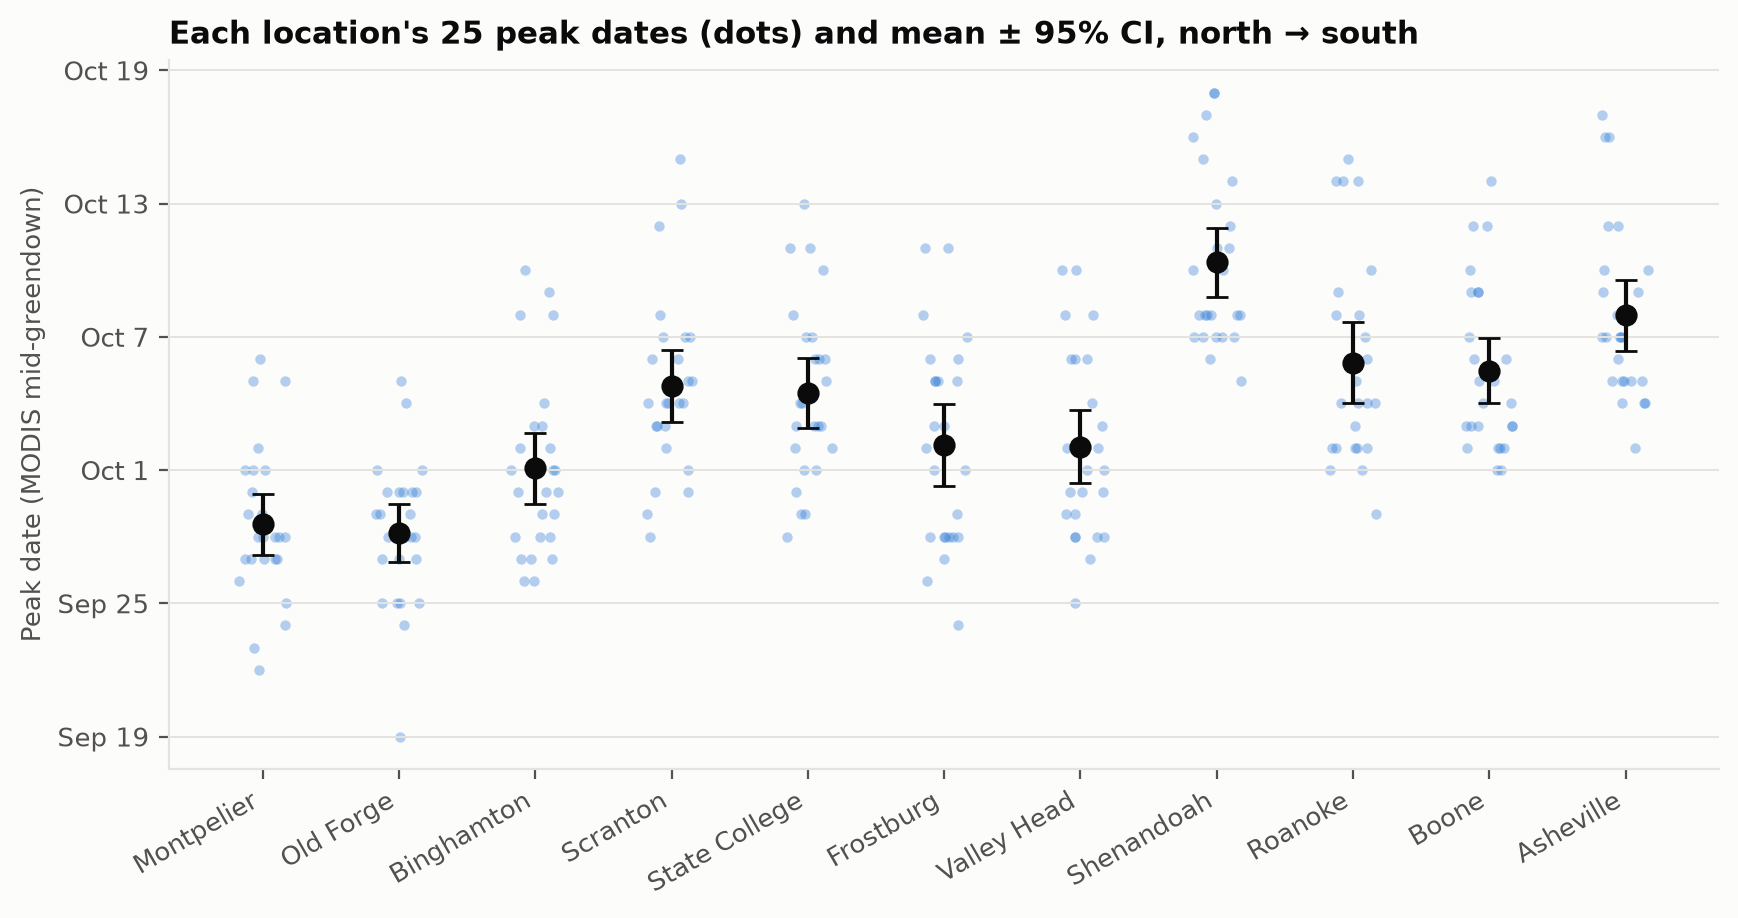 Each location's 25 peak dates (dots) and mean ± 95% CI, north → south
Peak date (MODIS mid-greendown)
Oct 19
Oct 13
Oct 7
Oct 1
Sep 25
Sep 19
Montpelier
Old Forge
Binghamton
Scranton
State College
Frostburg
Valley Head
Shenandoah
Roanoke
Boone
Asheville